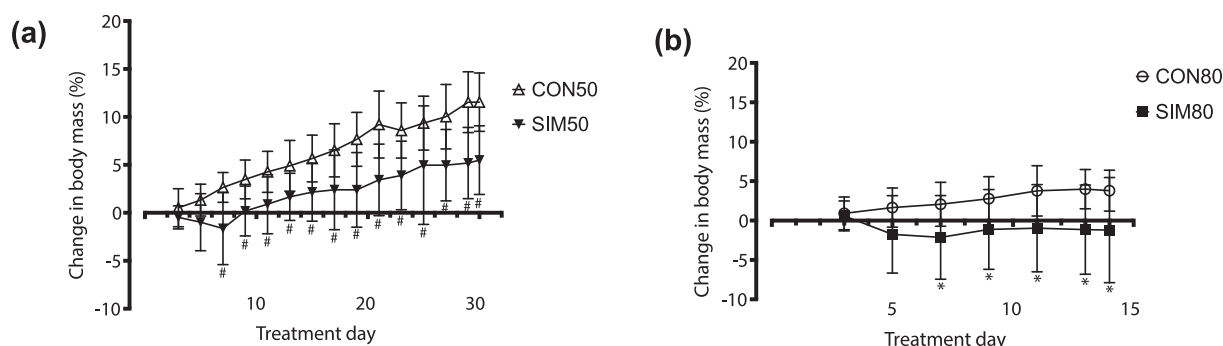 (a)
Change in body mass (%)
20
15
10
5
0
-5
-10
10
20
30
Treatment day
CON50
SIM50
# # # # # # # # # # # # # #
(b)
Change in body mass (%)
20
15
10
5
0
-5
-10
5
10
15
Treatment day
CON80
SIM80
* * * * *